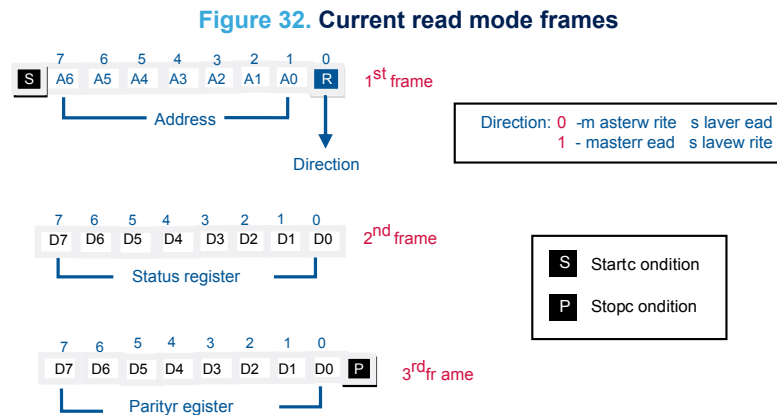 Figure 32. Current read mode frames
7 6 5 4 3 2 1 0
S A6 A5 A4 A3 A2 A1 A0 R 1st frame
Address
Direction
Direction: 0 -m asterw rite s laver ead
1 - masterr ead s lavew rite
7 6 5 4 3 2 1 0
D7 D6 D5 D4 D3 D2 D1 D0 2nd frame
Status register
S Startc ondition
P Stopc ondition
7 6 5 4 3 2 1 0
D7 D6 D5 D4 D3 D2 D1 D0 P 3rdfr ame
Parityr egister